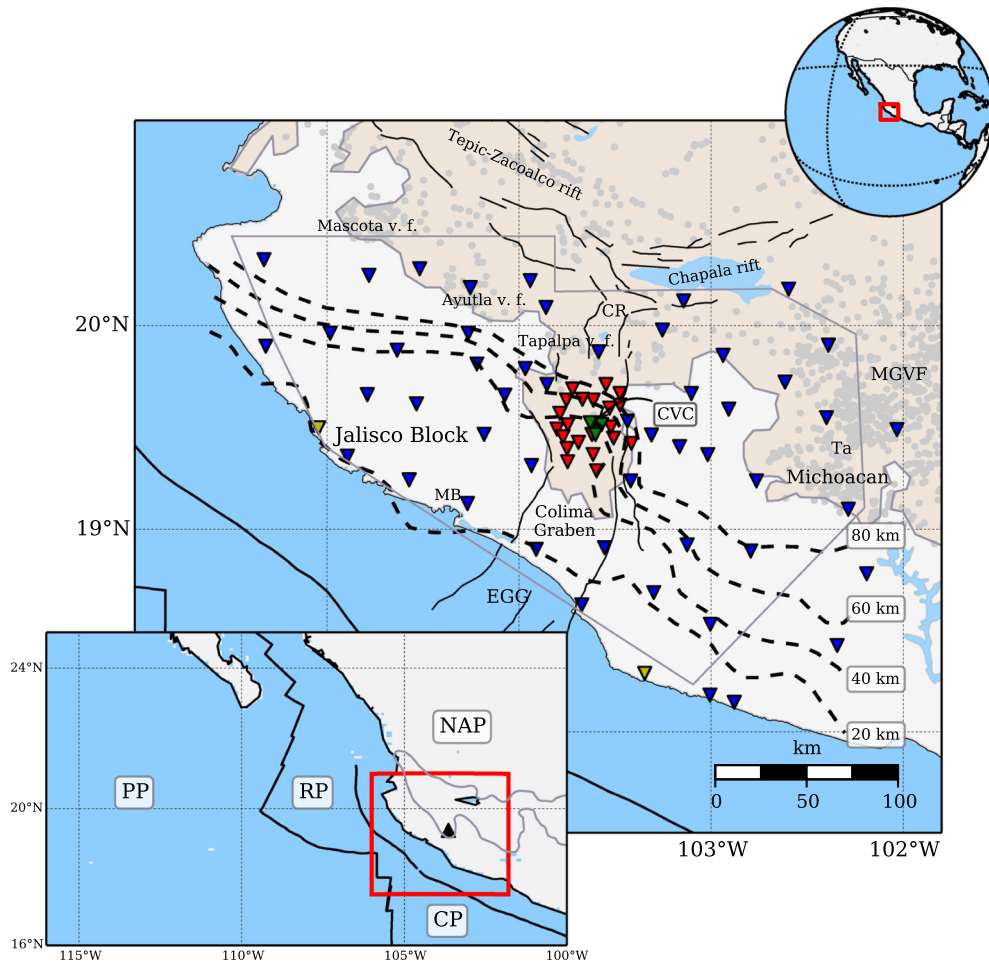 Tepic-Zacoalco rift
Mascota v. f.
Chapala rift
Ayutla v. f.
CR
20°N
Tapalpa v. f.
MGVF
CVC
Jalisco Block
Ta
Michoacan
MB
Colima
Graben
19°N
80 km
EGG
60 km
24°N
40 km
NAP
20 km
km
PP
RP
0
50
100
20°N
103°W
102°W
CP
16°N
115°W
110°W
105°W
100°W